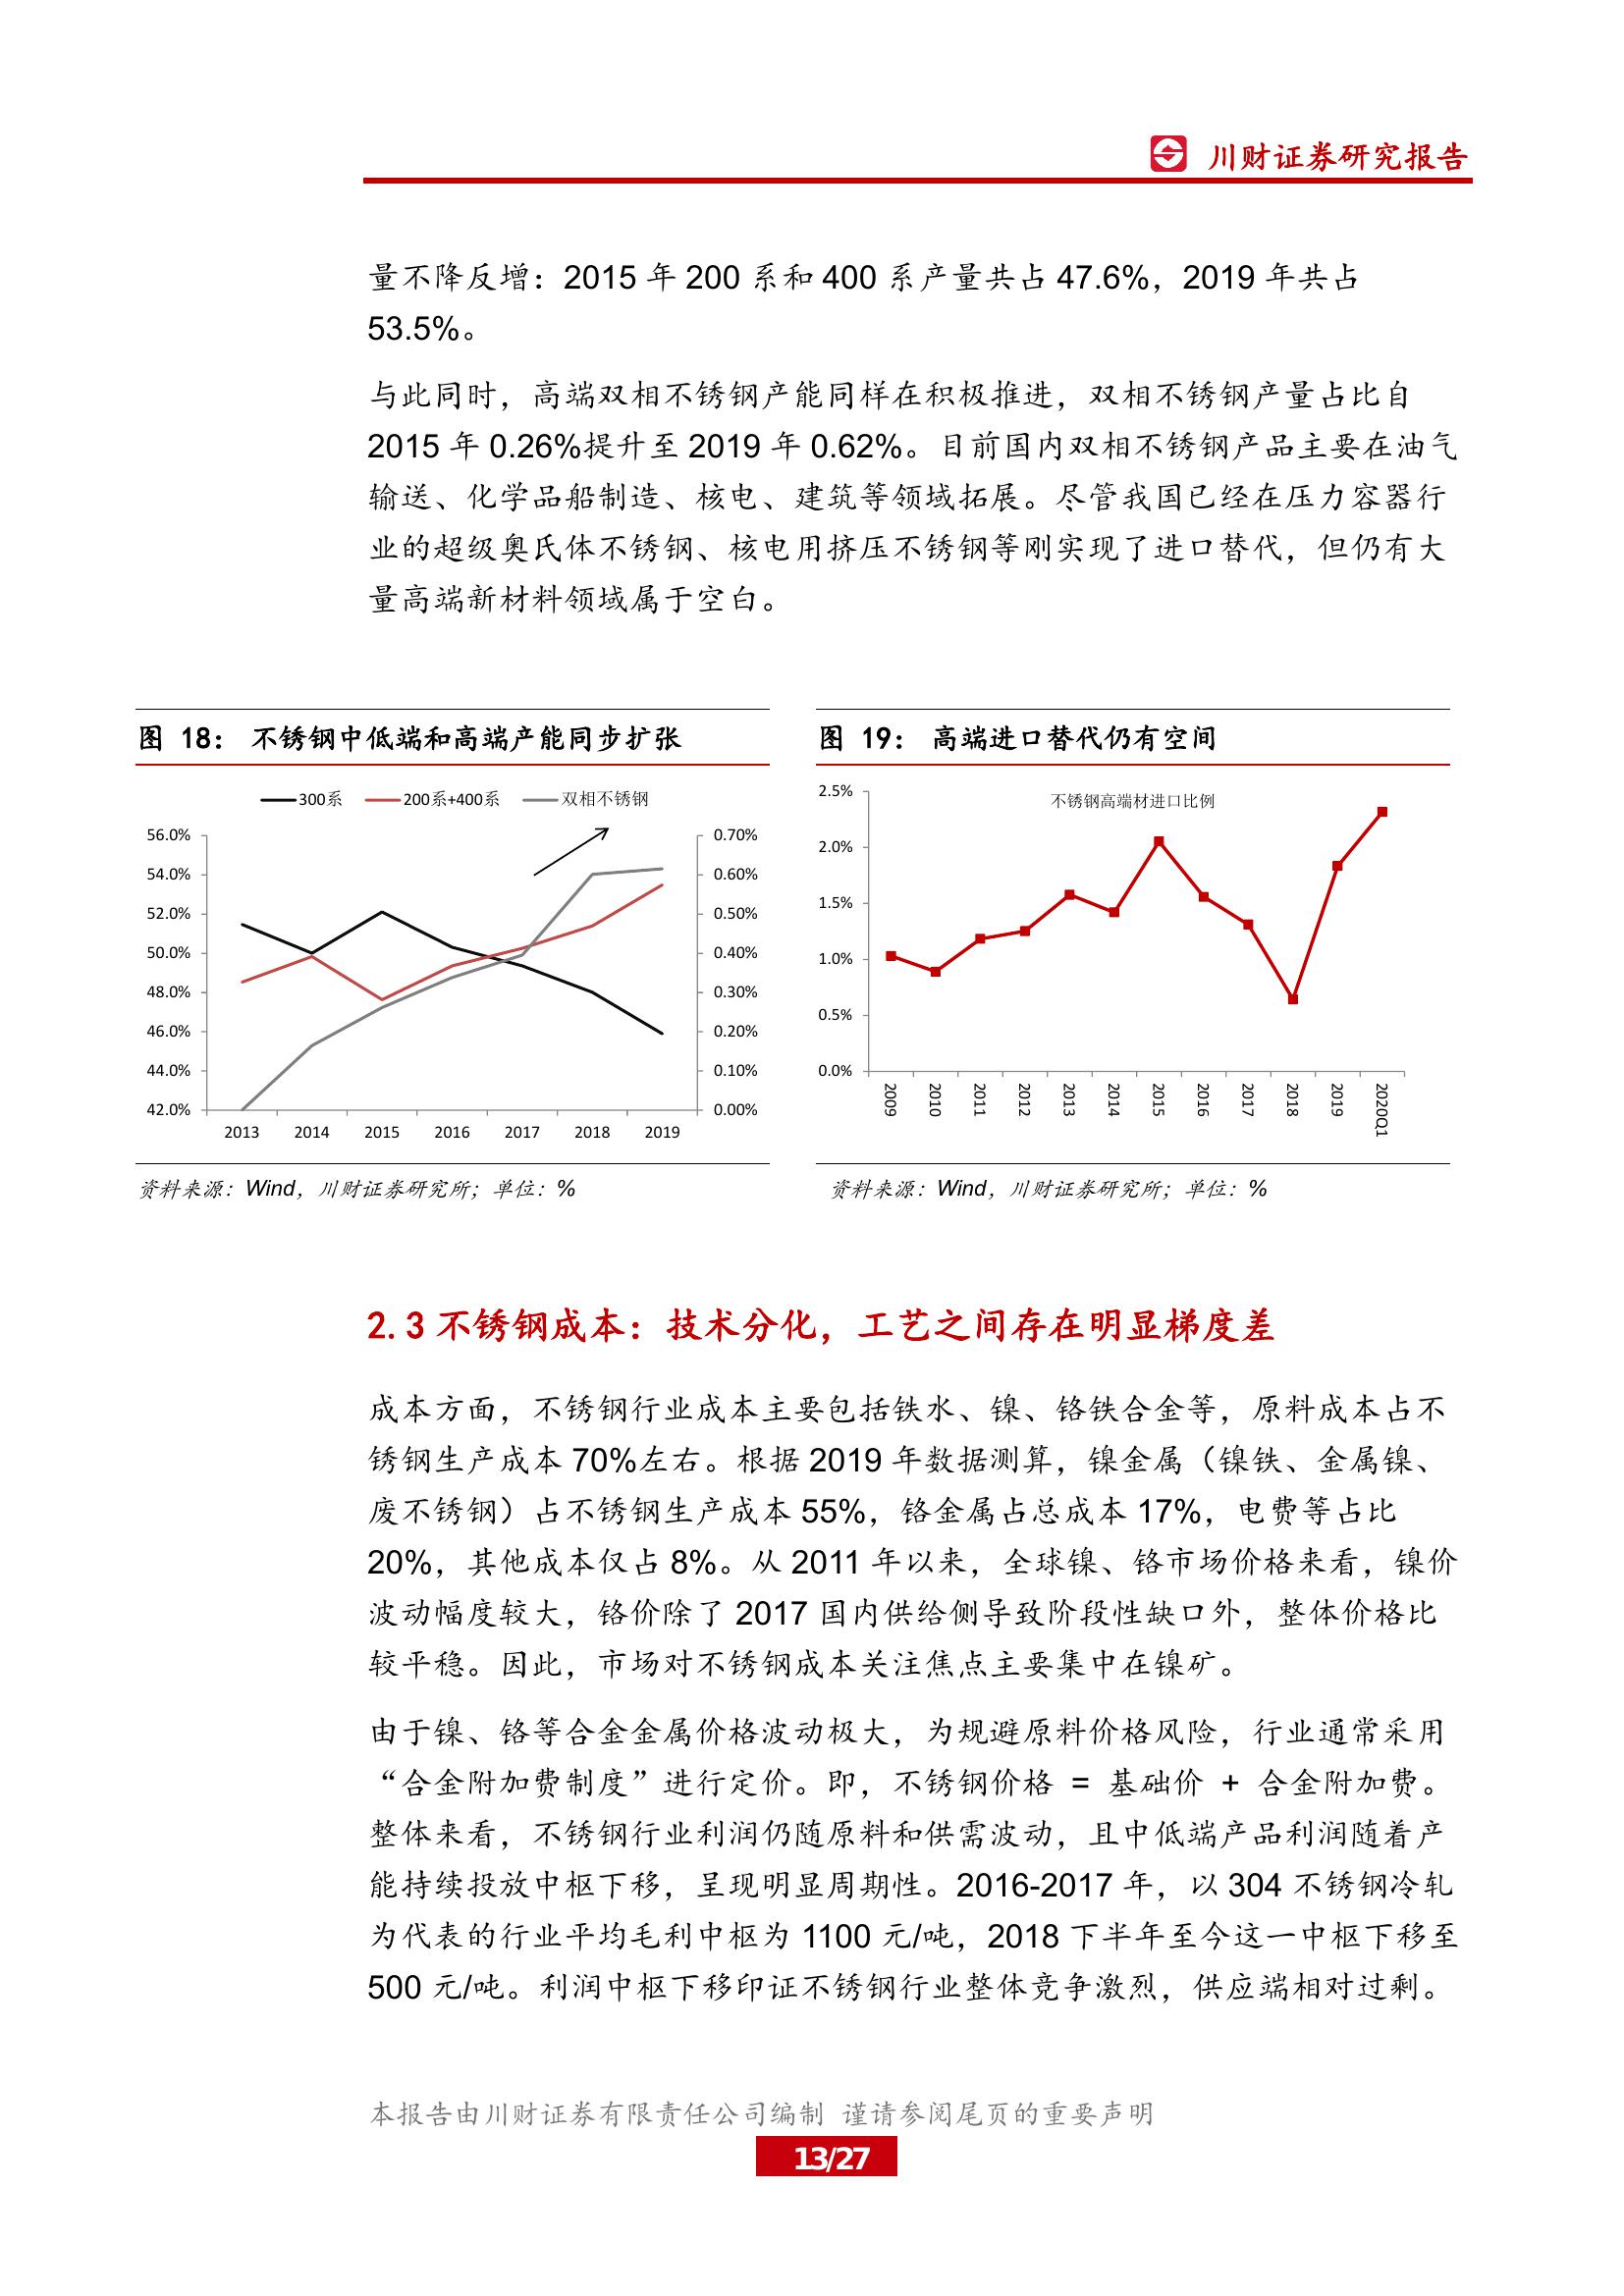 川财证券研究报告
量不降反增：2015 年 200 系和 400 系产量共占 47.6%，2019 年共占
53.5%。
与此同时，高端双相不锈钢产能同样在积极推进，双相不锈钢产量占比自
2015 年 0.26%提升至 2019 年 0.62%。目前国内双相不锈钢产品主要在油气
输送、化学品船制造、核电、建筑等领域拓展。尽管我国已经在压力容器行
业的超级奥氏体不锈钢、核电用挤压不锈钢等刚实现了进口替代，但仍有大
量高端新材料领域属于空白。
图 18： 不锈钢中低端和高端产能同步扩张
300系 200系+400系 双相不锈钢
56.0% 0.70%
54.0% 0.60%
52.0% 0.50%
50.0% 0.40%
48.0% 0.30%
46.0% 0.20%
44.0% 0.10%
42.0% 0.00%
2013 2014 2015 2016 2017 2018 2019
资料来源：Wind，川财证券研究所；单位：%
图 19： 高端进口替代仍有空间
不锈钢高端材进口比例
2.5%
2.0%
1.5%
1.0%
0.5%
0.0%
2009 2010 2011 2012 2013 2014 2015 2016 2017 2018 2019 2020Q1
资料来源：Wind，川财证券研究所；单位：%
2.3 不锈钢成本：技术分化，工艺之间存在明显梯度差
成本方面，不锈钢行业成本主要包括铁水、镍、铬铁合金等，原料成本占不
锈钢生产成本 70%左右。根据 2019 年数据测算，镍金属（镍铁、金属镍、
废不锈钢）占不锈钢生产成本 55%，铬金属占总成本 17%，电费等占比
20%，其他成本仅占 8%。从 2011 年以来，全球镍、铬市场价格来看，镍价
波动幅度较大，铬价除了 2017 国内供给侧导致阶段性缺口外，整体价格比
较平稳。因此，市场对不锈钢成本关注焦点主要集中在镍矿。
由于镍、铬等合金金属价格波动极大，为规避原料价格风险，行业通常采用
“合金附加费制度”进行定价。即，不锈钢价格 = 基础价 + 合金附加费。
整体来看，不锈钢行业利润仍随原料和供需波动，且中低端产品利润随着产
能持续投放中枢下移，呈现明显周期性。2016-2017 年，以 304 不锈钢冷轧
为代表的行业平均毛利中枢为 1100 元/吨，2018 下半年至今这一中枢下移至
500 元/吨。利润中枢下移印证不锈钢行业整体竞争激烈，供应端相对过剩。
本报告由川财证券有限责任公司编制 谨请参阅尾页的重要声明
13/27